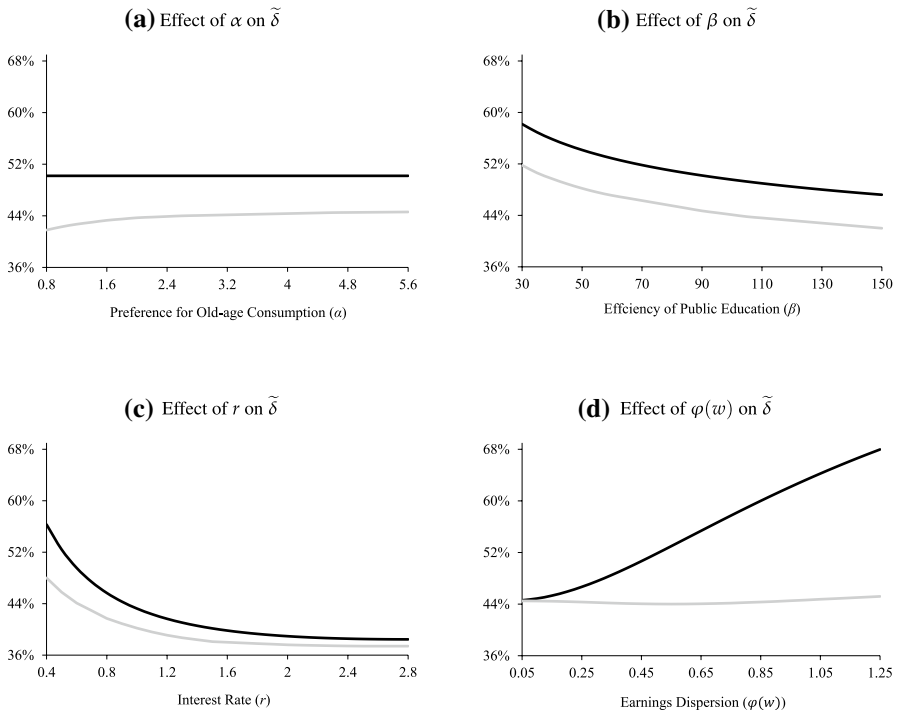 (a) Effect of α on δ̃
68%
60%
52%
44%
36%
0.8 1.6 2.4 3.2 4 4.8 5.6
Preference for Old-age Consumption (α)
(b) Effect of β on δ̃
68%
60%
52%
44%
36%
30 50 70 90 110 130 150
Effciency of Public Education (β)
(c) Effect of r on δ̃
68%
60%
52%
44%
36%
0.4 0.8 1.2 1.6 2 2.4 2.8
Interest Rate (r)
(d) Effect of φ(w) on δ̃
68%
60%
52%
44%
36%
0.05 0.25 0.45 0.65 0.85 1.05 1.25
Earnings Dispersion (φ(w))